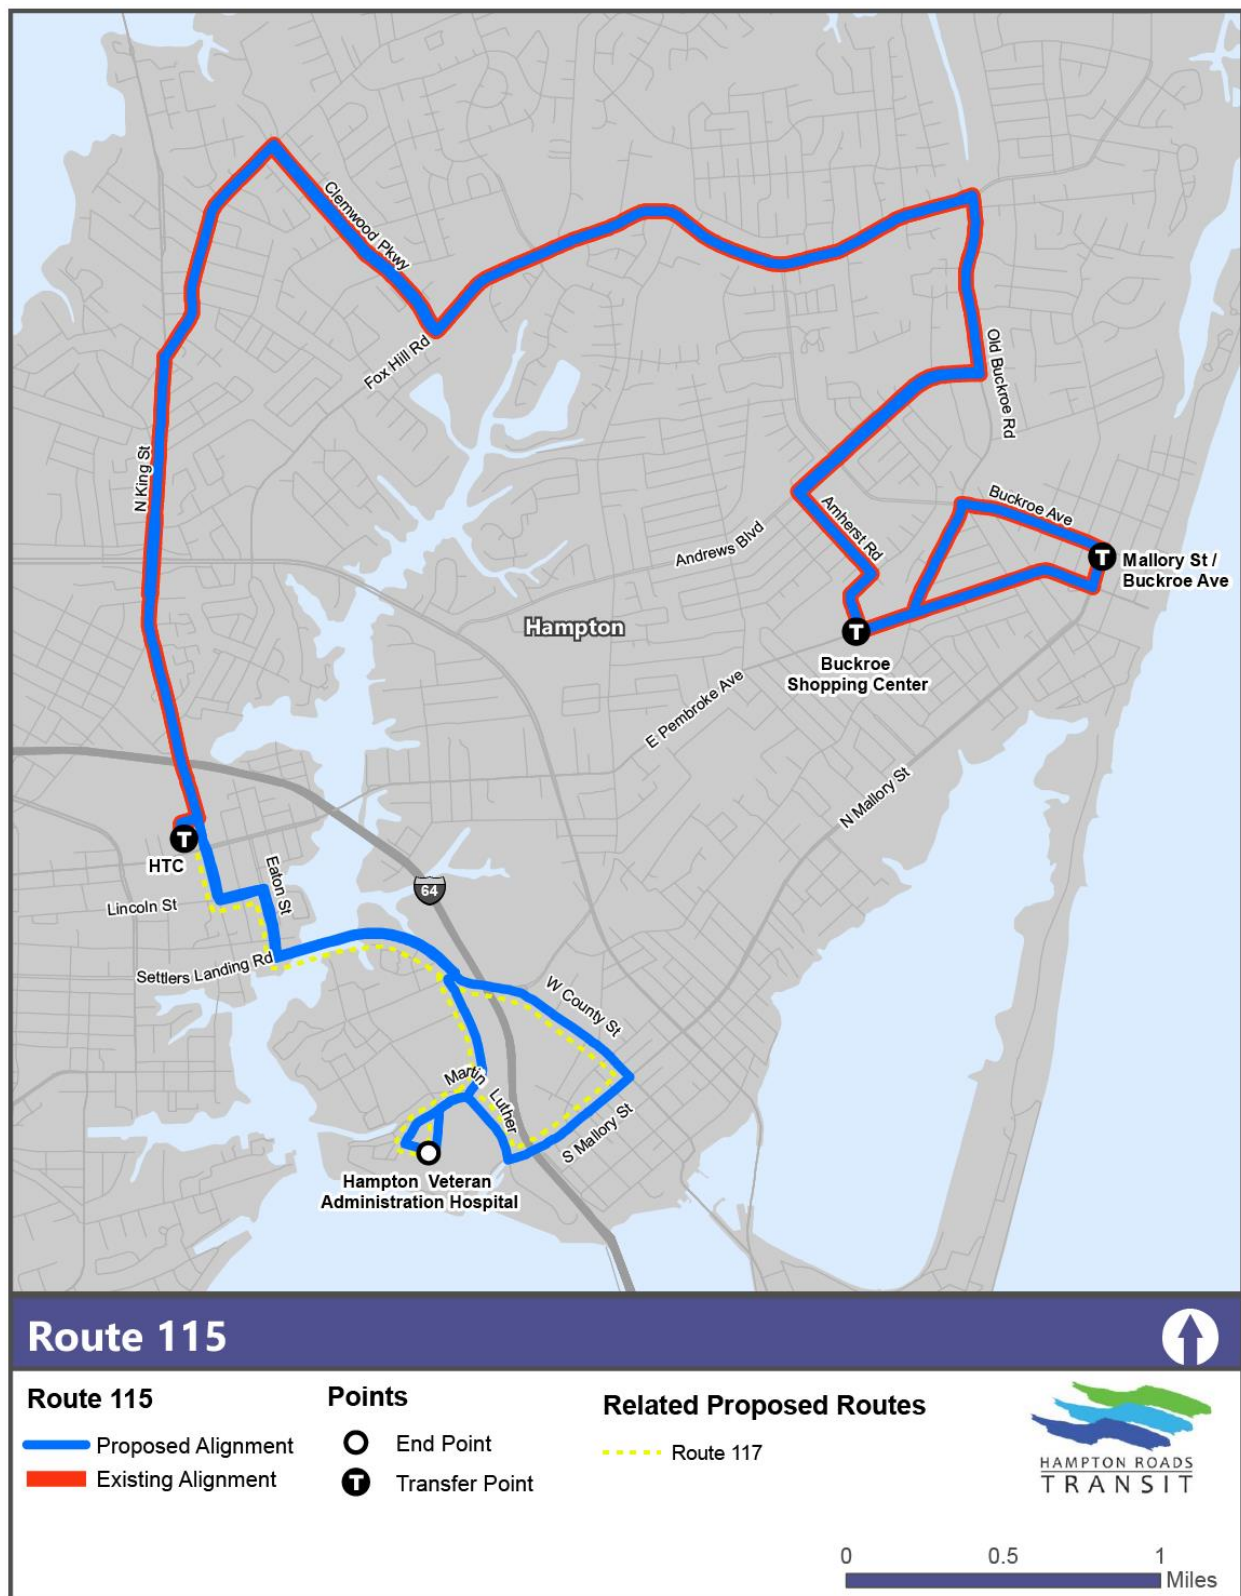 Clemwood Pkwy
Fox Hill Rd
Old Buckroe Rd
N King St
Buckroe Ave
Amherst Rd
Andrews Blvd
T
Mallory St /
Buckroe Ave
Hampton
T
Buckroe
Shopping Center
E Pembroke Ave
N Mallory St
T
HTC
Eaton St
64
Lincoln St
Settlers Landing Rd
W County St
Martin Luther
S Mallory St
Hampton Veteran
Administration Hospital
Route 115
Route 115
Proposed Alignment
Existing Alignment
Points
End Point
T Transfer Point
Related Proposed Routes
Route 117
HAMPTON ROADS
TRANSIT
0 0.5 1
Miles